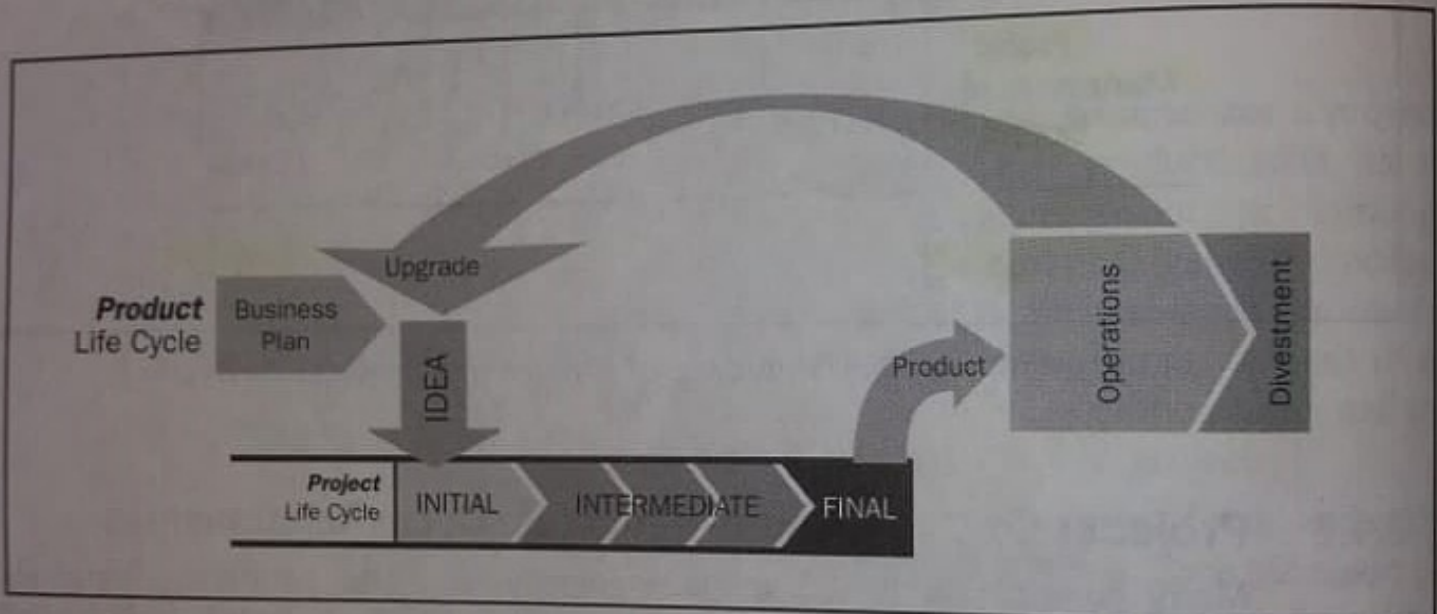 Upgrade
Product
Life Cycle
Business
Plan
IDEA
Product
Operations
Divestment
Project
Life Cycle
INITIAL
INTERMEDIATE
FINAL